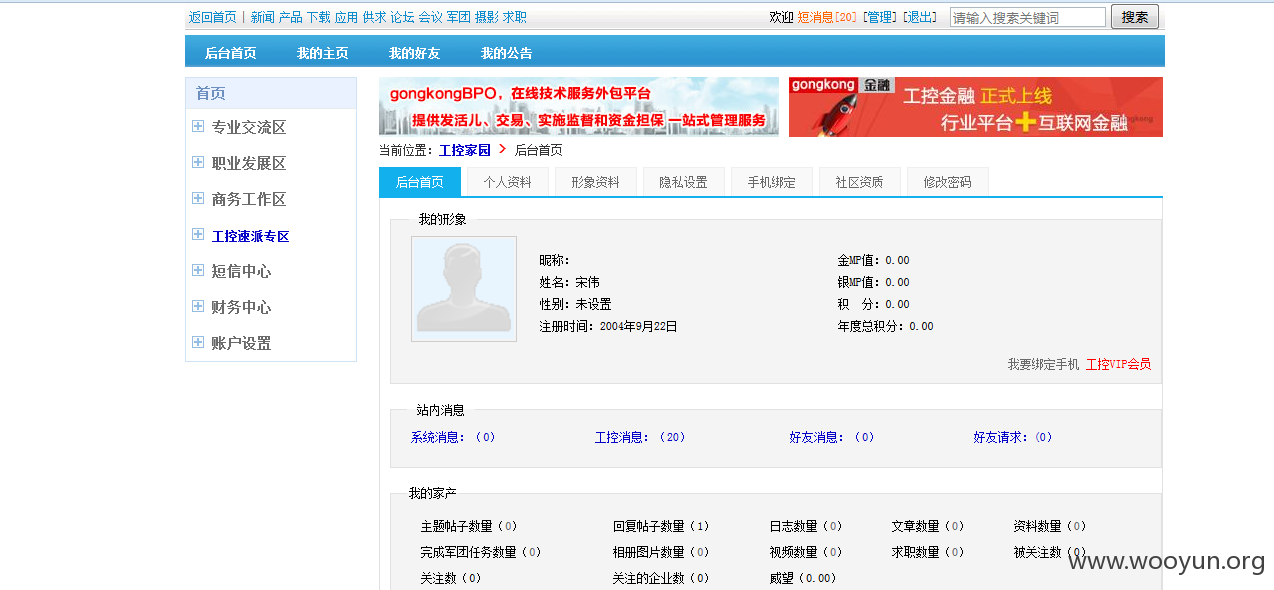 返回首页 | 新闻 产品 下载 应用 供求 论坛 会议 军团 摄影 求职
欢迎 短消息[20] [管理] [退出] 请输入搜索关键词 搜索
后台首页 我的主页 我的好友 我的公告
首页
专业交流区
职业发展区
商务工作区
工控速派专区
短信中心
财务中心
账户设置
gongkongBPO，在线技术服务外包平台
提供发活儿、交易、实施监督和资金担保 一站式管理服务
gongkong 金融
工控金融 正式上线
行业平台+互联网金融
当前位置：工控家园 > 后台首页
后台首页 个人资料 形象资料 隐私设置 手机绑定 社区资质 修改密码
我的形象
昵称： 金MP值：0.00
姓名：宋伟 银MP值：0.00
性别：未设置 积 分：0.00
注册时间：2004年9月22日 年度总积分：0.00
我要绑定手机 工控VIP会员
站内消息
系统消息：（0） 工控消息：（20） 好友消息：（0） 好友请求：（0）
我的家产
主题帖子数量（0） 回复帖子数量（1） 日志数量（0） 文章数量（0） 资料数量（0）
完成军团任务数量（0） 相册图片数量（0） 视频数量（0） 求职数量（0） 被关注数（0）
关注数（0） 关注的企业数（0） 威望（0.00）
www.wooyun.org